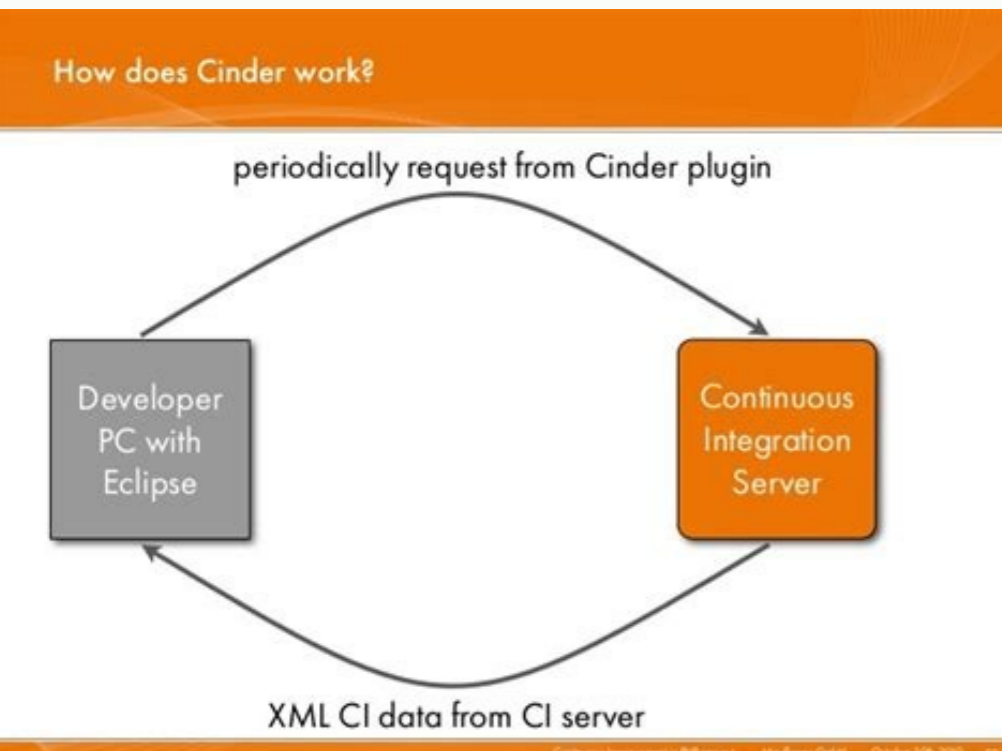 How does Cinder work?
periodically request from Cinder plugin
Developer
PC with
Eclipse
Continuous
Integration
Server
XML CI data from CI server